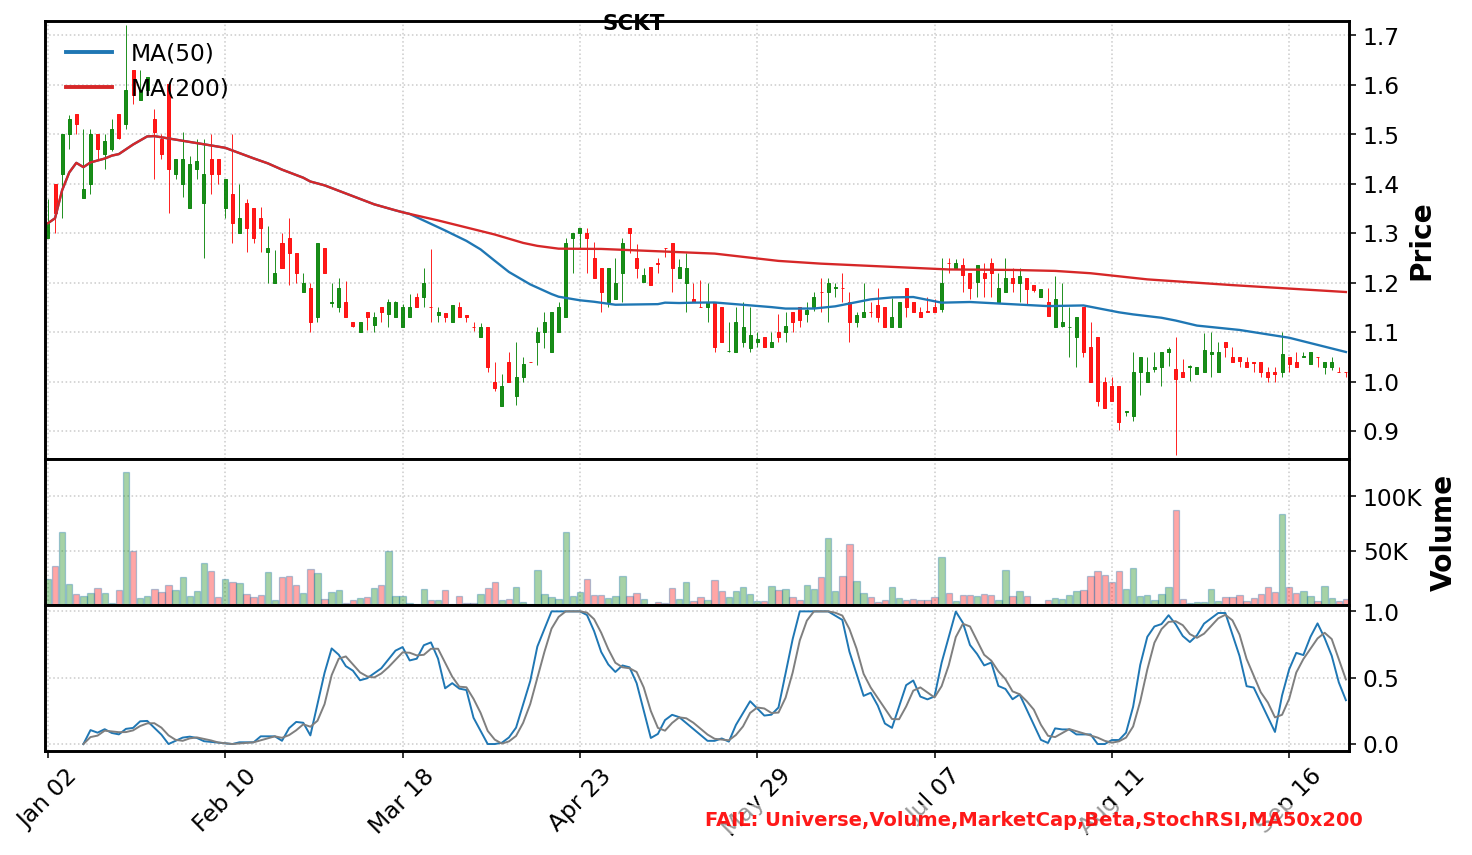 SCKT
MA(50)
MA(200)
1.7
1.6
1.5
1.4
1.3
1.2
1.1
1.0
0.9
Price
100K
50K
Volume
1.0
0.5
0.0
Jan 02
Feb 10
Mar 18
Apr 23
May 29
Jul 07
Aug 11
Sep 16
FAIL: Universe,Volume,MarketCap,Beta,StochRSI,MA50x200